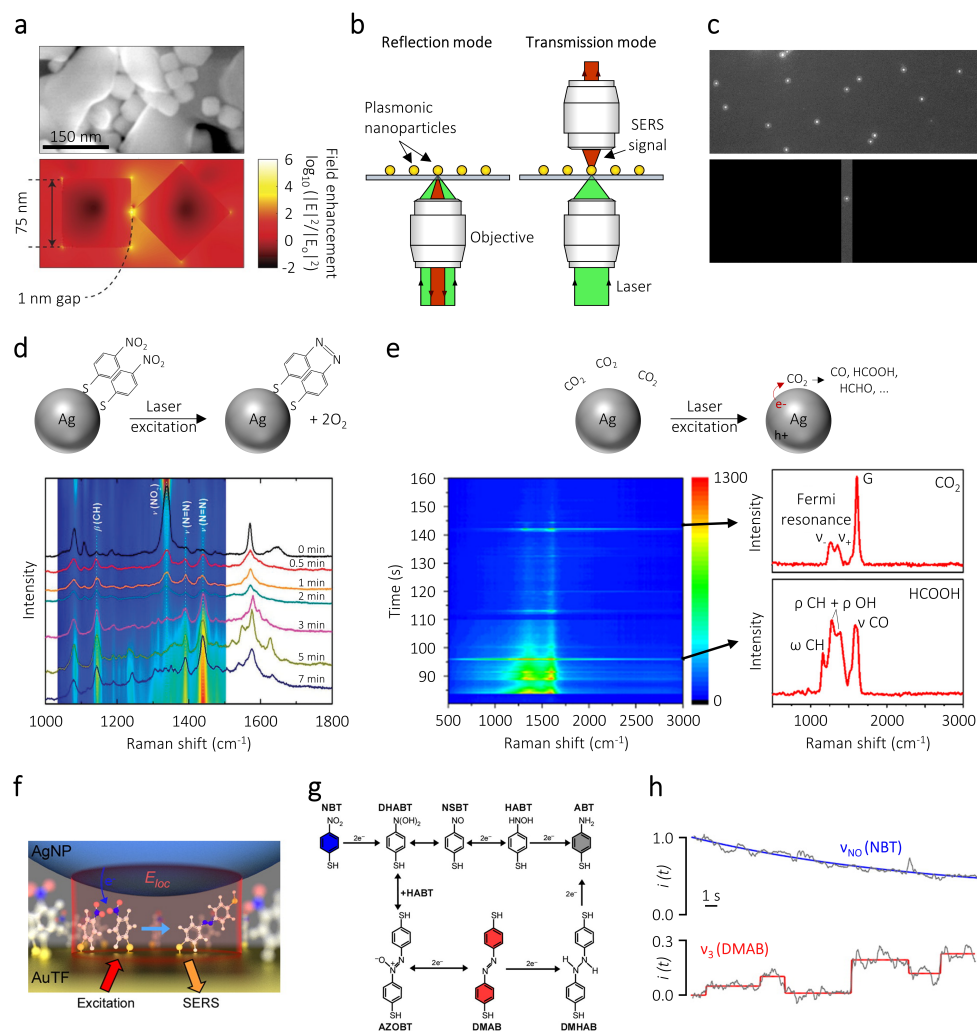 a
150 nm
75 nm
1 nm gap
6
4
2
0
-2
log10 (|E|²/|E₀|²)
Field enhancement
b
Reflection mode
Transmission mode
Plasmonic
nanoparticles
SERS
signal
Objective
Laser
c
d
NO₂
NO₂
S
S
Ag
Laser
excitation
N
N
S
S
Ag
+ 2O₂
β (CH)
ν (NO₂)
ν (N=N)
ν (N=N)
0 min
0.5 min
1 min
2 min
3 min
5 min
7 min
Intensity
1000 1200 1400 1600 1800
Raman shift (cm⁻¹)
e
CO₂
CO₂
CO₂
Ag
Laser
excitation
CO₂
CO, HCOOH,
HCHO, ...
e-
Ag
h+
160
150
140
130
120
110
100
90
Time (s)
500 1000 1500 2000 2500 3000
Raman shift (cm⁻¹)
1300
0
G
CO₂
Fermi
resonance
ν₋
ν₊
Intensity
HCOOH
ρ CH + ρ OH
ν CO
ω CH
Intensity
1000 2000 3000
Raman shift (cm⁻¹)
f
AgNP
Eloc
AuTF
Excitation
SERS
g
NBT DHABT NSBT HABT ABT
NO₂ N(OH)₂ NO HNOH NH₂
2e⁻ 2e⁻ 2e⁻
SH SH SH SH SH
+HABT
2e⁻
SH SH SH
⁻O N⁺ N
N N
H N
N H
2e⁻ 2e⁻
SH SH SH
AZOBT DMAB DMHAB
h
1.0
νNO (NBT)
i (t)
1 s
0.0
0.3
ν₃ (DMAB)
i (t)
0.0